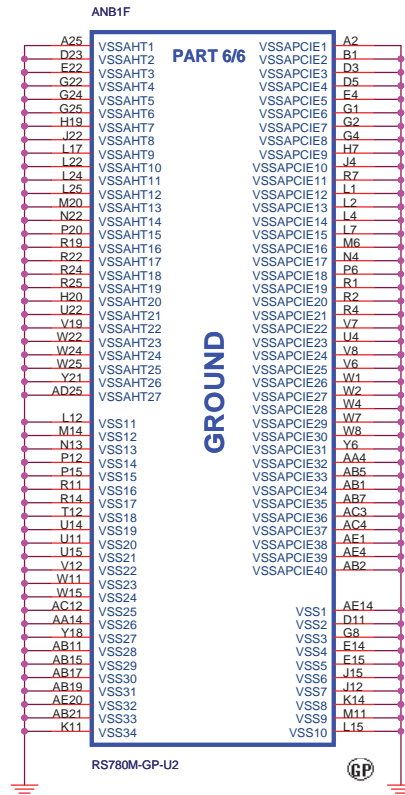 ANB1F
PART 6/6
A25 VSSAHT1 VSSAPCIE1 A2
D23 VSSAHT2 VSSAPCIE2 B1
E22 VSSAHT3 VSSAPCIE3 D3
G22 VSSAHT4 VSSAPCIE4 D5
G24 VSSAHT5 VSSAPCIE5 E4
G25 VSSAHT6 VSSAPCIE6 G1
H19 VSSAHT7 VSSAPCIE7 G2
J22 VSSAHT8 VSSAPCIE8 G4
L17 VSSAHT9 VSSAPCIE9 H7
L22 VSSAHT10 VSSAPCIE10 J4
L24 VSSAHT11 VSSAPCIE11 R7
L25 VSSAHT12 VSSAPCIE12 L1
M20 VSSAHT13 VSSAPCIE13 L2
N22 VSSAHT14 VSSAPCIE14 L4
P20 VSSAHT15 VSSAPCIE15 L7
R19 VSSAHT16 VSSAPCIE16 M6
R22 VSSAHT17 VSSAPCIE17 N4
R24 VSSAHT18 VSSAPCIE18 P6
R25 VSSAHT19 VSSAPCIE19 R1
H20 VSSAHT20 VSSAPCIE20 R2
U22 VSSAHT21 VSSAPCIE21 R4
V19 VSSAHT22 VSSAPCIE22 V7
W22 VSSAHT23 VSSAPCIE23 U4
W24 VSSAHT24 VSSAPCIE24 V8
W25 VSSAHT25 VSSAPCIE25 V6
Y21 VSSAHT26 VSSAPCIE26 W1
AD25 VSSAHT27 VSSAPCIE27 W2
VSSAPCIE28 W4
L12 VSS11 VSSAPCIE29 W7
M14 VSS12 VSSAPCIE30 W8
N13 VSS13 VSSAPCIE31 Y6
P12 VSS14 VSSAPCIE32 AA4
P15 VSS15 VSSAPCIE33 AB5
R11 VSS16 VSSAPCIE34 AB1
R14 VSS17 VSSAPCIE35 AB7
T12 VSS18 VSSAPCIE36 AC3
U14 VSS19 VSSAPCIE37 AC4
U11 VSS20 VSSAPCIE38 AE1
U15 VSS21 VSSAPCIE39 AE4
V12 VSS22 VSSAPCIE40 AB2
W11 VSS23
W15 VSS24
AC12 VSS25 VSS1 AE14
AA14 VSS26 VSS2 D11
Y18 VSS27 VSS3 G8
AB11 VSS28 VSS4 E14
AB15 VSS29 VSS5 E15
AB17 VSS30 VSS6 J15
AB19 VSS31 VSS7 J12
AE20 VSS32 VSS8 K14
AB21 VSS33 VSS9 M11
K11 VSS34 VSS10 L15
GROUND
RS780M-GP-U2
GP